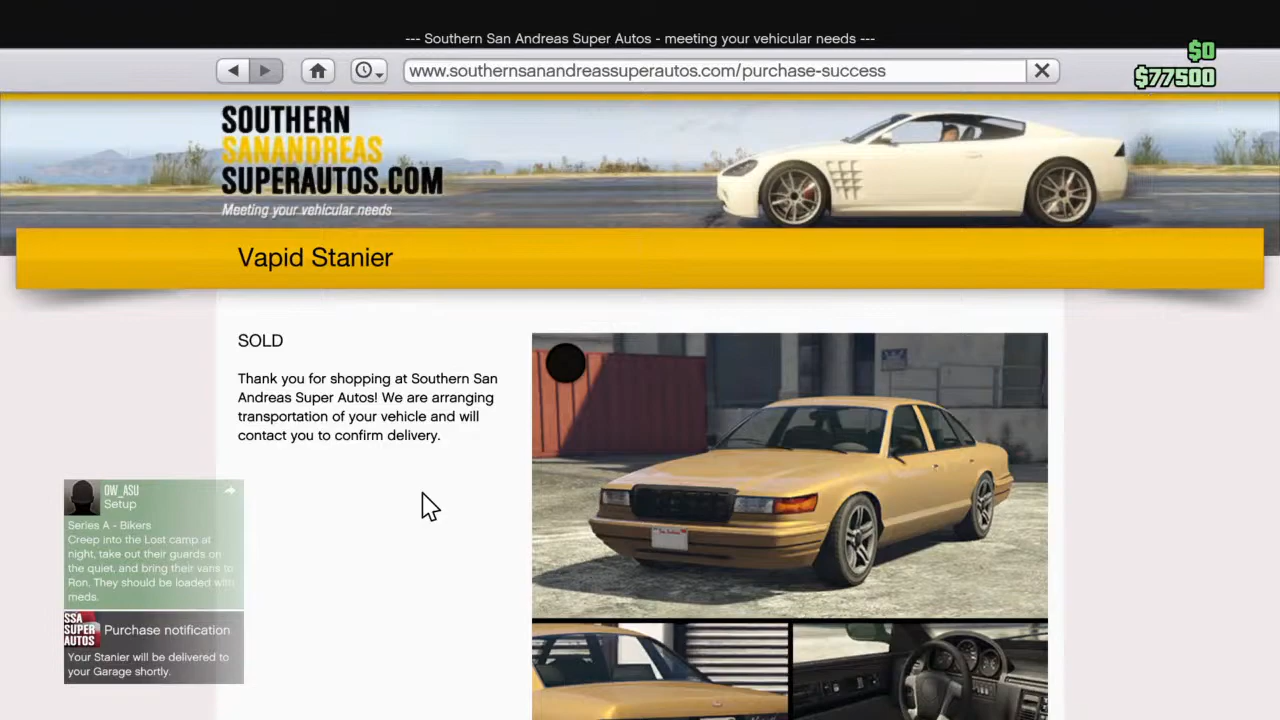 --- Southern San Andreas Super Autos - meeting your vehicular needs ---
$0
$77500
www.southernsanandreassuperautos.com/purchase-success
SOUTHERN
SANANDREAS
SUPERAUTOS.COM
Meeting your vehicular needs
Vapid Stanier
SOLD
Thank you for shopping at Southern San
Andreas Super Autos! We are arranging
transportation of your vehicle and will
contact you to confirm delivery.
OW_ASU
Setup
Series A - Bikers
Creep into the Lost camp at
night, take out their guards on
the quiet, and bring their vans to
Ron. They should be loaded with
meds.
SSA
SUPER
AUTOS
Purchase notification
Your Stanier will be delivered to
your Garage shortly.